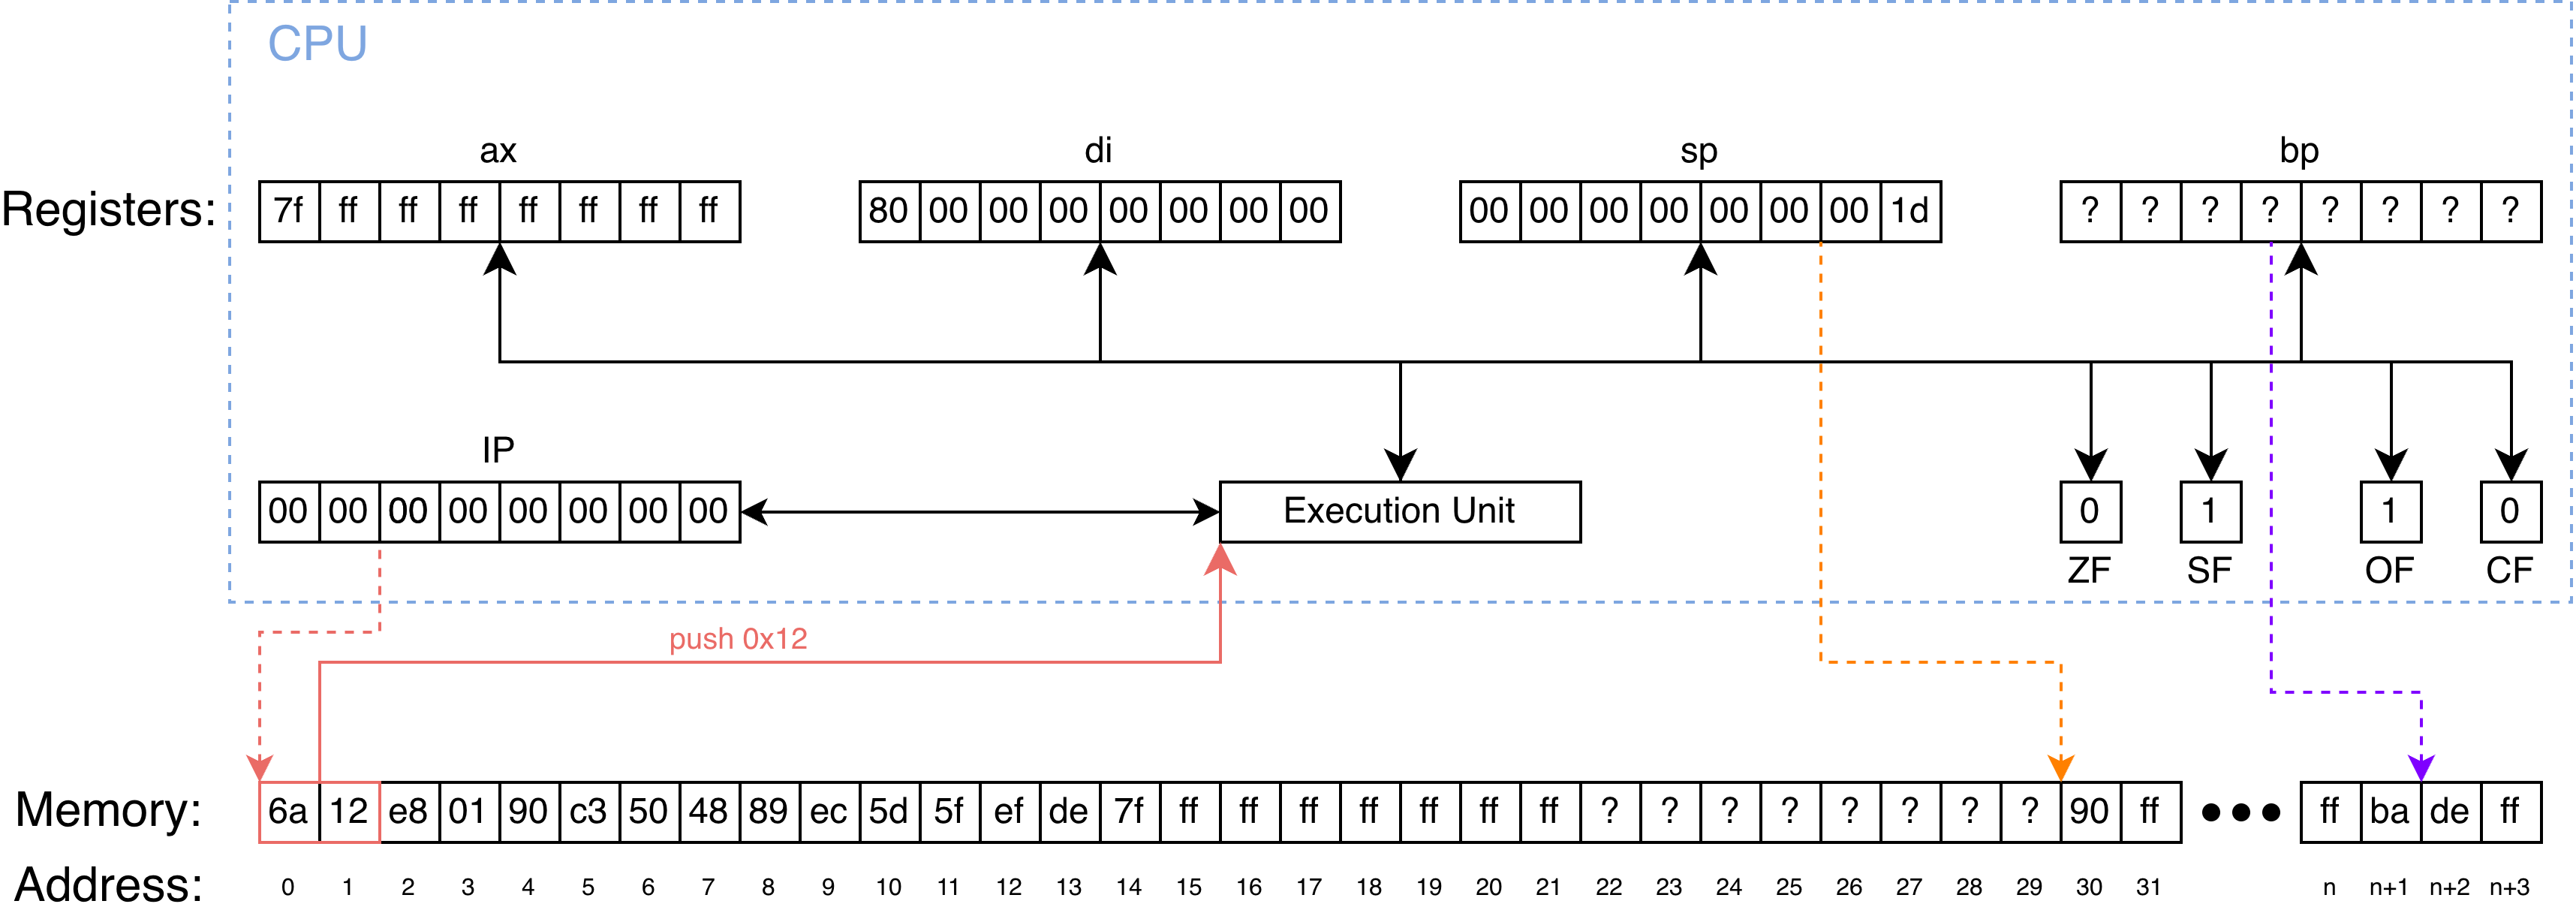 CPU
ax di sp bp
Registers: 7f ff ff ff ff ff ff ff 80 00 00 00 00 00 00 00 00 00 00 00 00 00 00 1d ? ? ? ? ? ? ? ?
IP
00 00 00 00 00 00 00 00 Execution Unit 0 1 1 0
ZF SF OF CF
push 0x12
Memory: 6a 12 e8 01 90 c3 50 48 89 ec 5d 5f ef de 7f ff ff ff ff ff ff ff ? ? ? ? ? ? ? ? 90 ff ••• ff ba de ff
Address: 0 1 2 3 4 5 6 7 8 9 10 11 12 13 14 15 16 17 18 19 20 21 22 23 24 25 26 27 28 29 30 31 n n+1 n+2 n+3